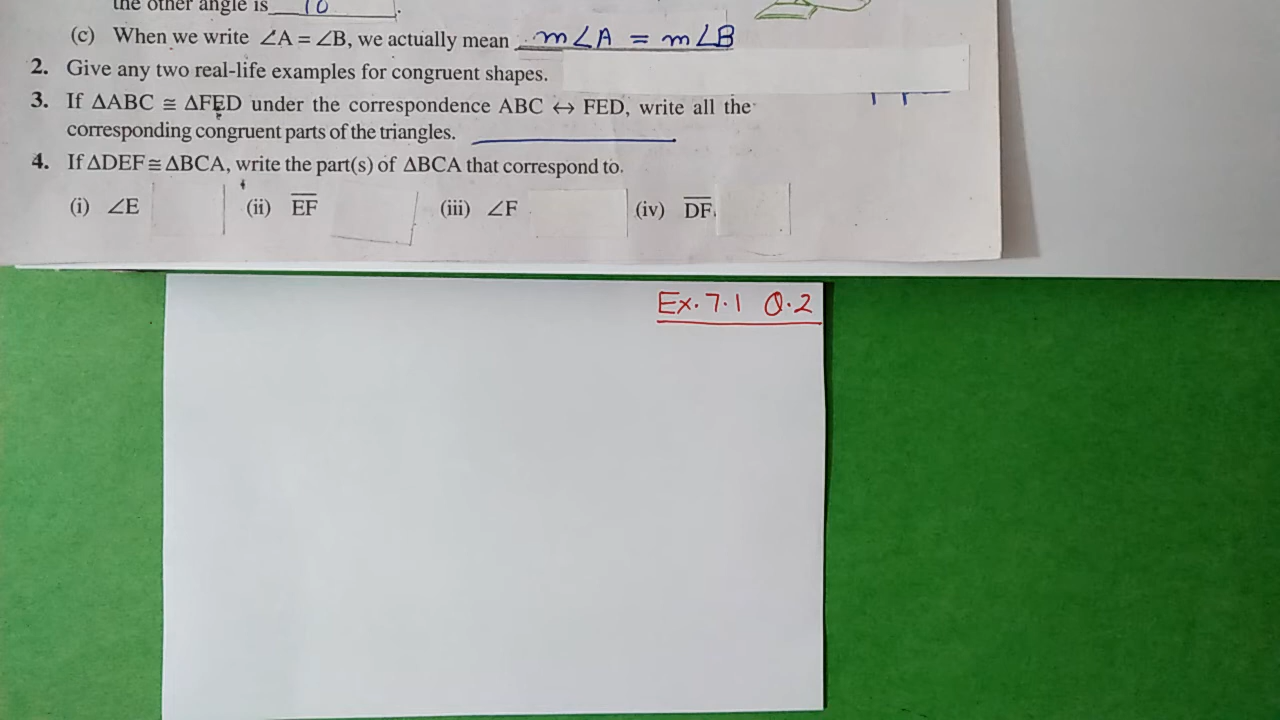 the other angle is 70.
(c) When we write ∠A = ∠B, we actually mean m∠A = m∠B
2. Give any two real-life examples for congruent shapes.
3. If ΔABC ≅ ΔFED under the correspondence ABC ↔ FED, write all the
corresponding congruent parts of the triangles.
4. If ΔDEF ≅ ΔBCA, write the part(s) of ΔBCA that correspond to.
(i) ∠E (ii) E̅F̅ (iii) ∠F (iv) D̅F̅
Ex. 7.1 Q.2